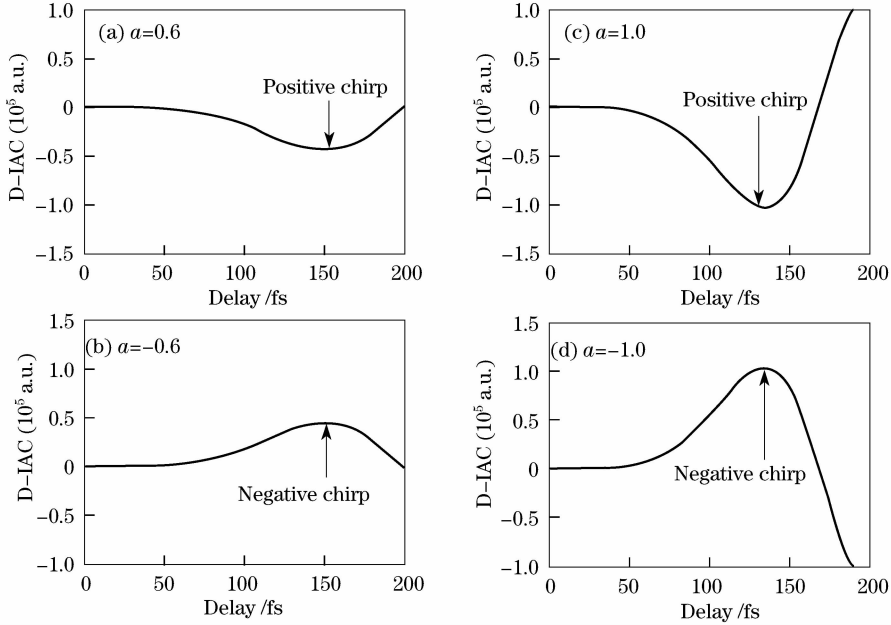 (a) a=0.6
Positive chirp
D−IAC (10⁵ a.u.)
1.0
0.5
0
−0.5
−1.0
−1.5
0 50 100 150 200
Delay /fs
(c) a=1.0
Positive chirp
D−IAC (10⁵ a.u.)
1.0
0.5
0
−0.5
−1.0
−1.5
0 50 100 150 200
Delay /fs
(b) a=−0.6
Negative chirp
D−IAC (10⁵ a.u.)
1.5
1.0
0.5
0
−0.5
−1.0
0 50 100 150 200
Delay /fs
(d) a=−1.0
Negative chirp
D−IAC (10⁵ a.u.)
1.5
1.0
0.5
0
−0.5
−1.0
0 50 100 150 200
Delay /fs